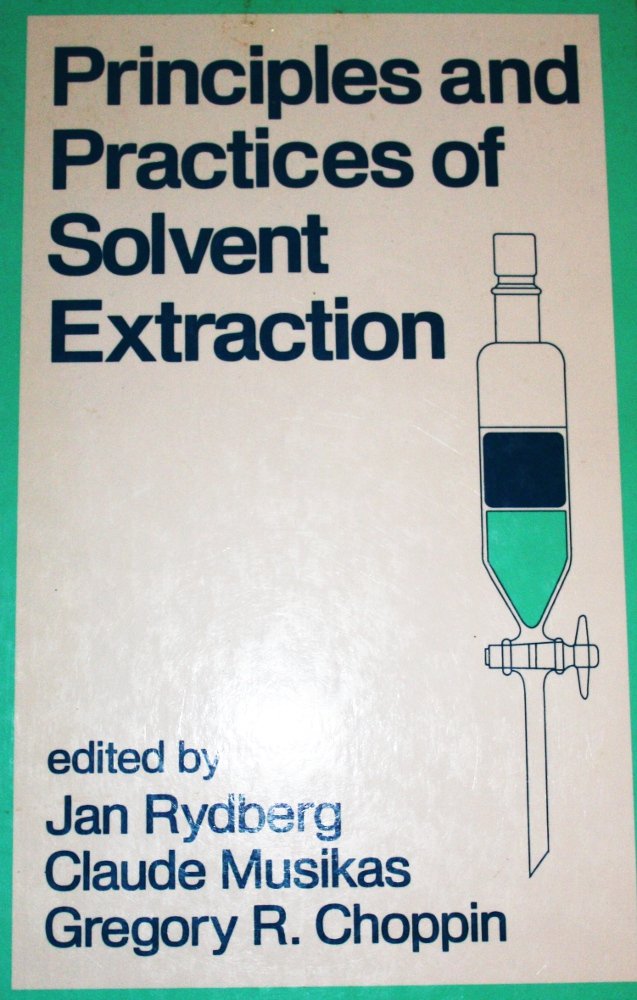 Principles and
Practices of
Solvent
Extraction
edited by
Jan Rydberg
Claude Musikas
Gregory R. Choppin